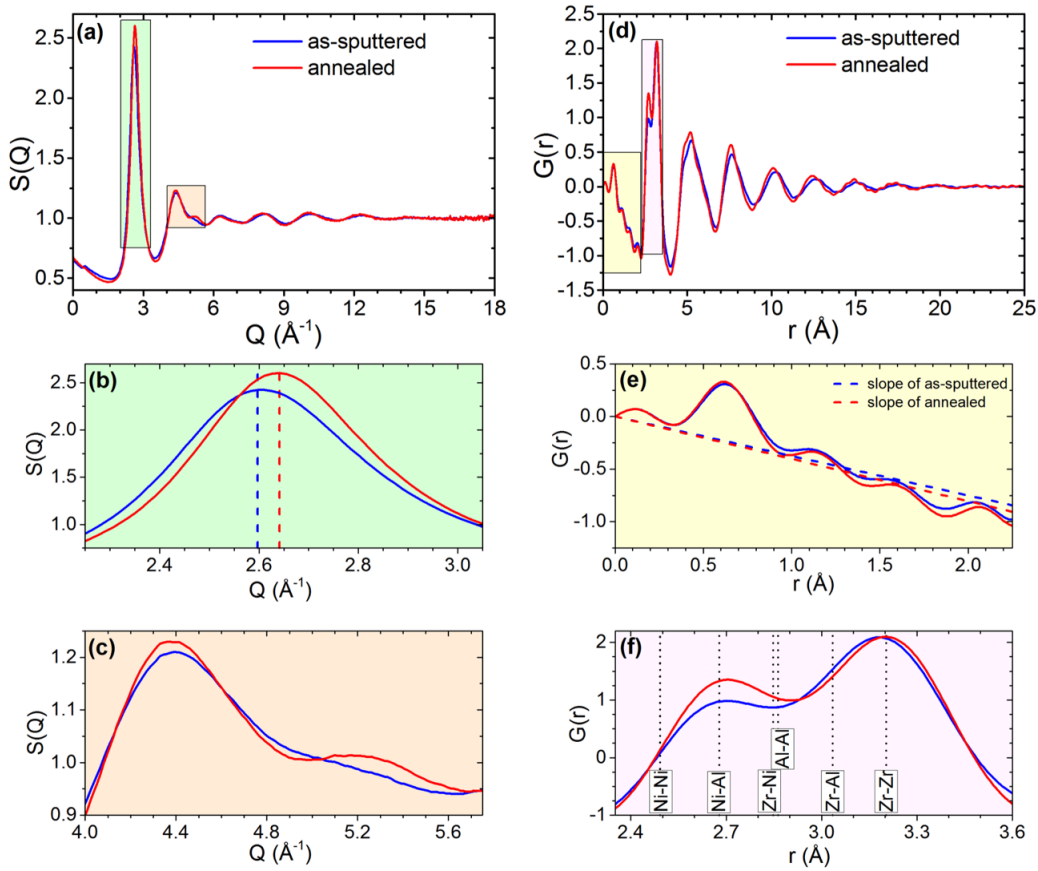 (a)
as-sputtered
annealed
2.5
2.0
1.5
1.0
0.5
S(Q)
0 3 6 9 12 15 18
Q (Å⁻¹)
(d)
as-sputtered
annealed
2.5
2.0
1.5
1.0
0.5
0.0
-0.5
-1.0
-1.5
G(r)
0 5 10 15 20 25
r (Å)
(b)
2.5
2.0
1.5
1.0
S(Q)
2.4 2.6 2.8 3.0
Q (Å⁻¹)
(e)
slope of as-sputtered
slope of annealed
0.5
0.0
-0.5
-1.0
G(r)
0.0 0.5 1.0 1.5 2.0
r (Å)
(c)
1.2
1.1
1.0
0.9
S(Q)
4.0 4.4 4.8 5.2 5.6
Q (Å⁻¹)
(f)
2
1
0
-1
G(r)
Ni-Ni
Ni-Al
Zr-Ni
Al-Al
Zr-Al
Zr-Zr
2.4 2.7 3.0 3.3 3.6
r (Å)